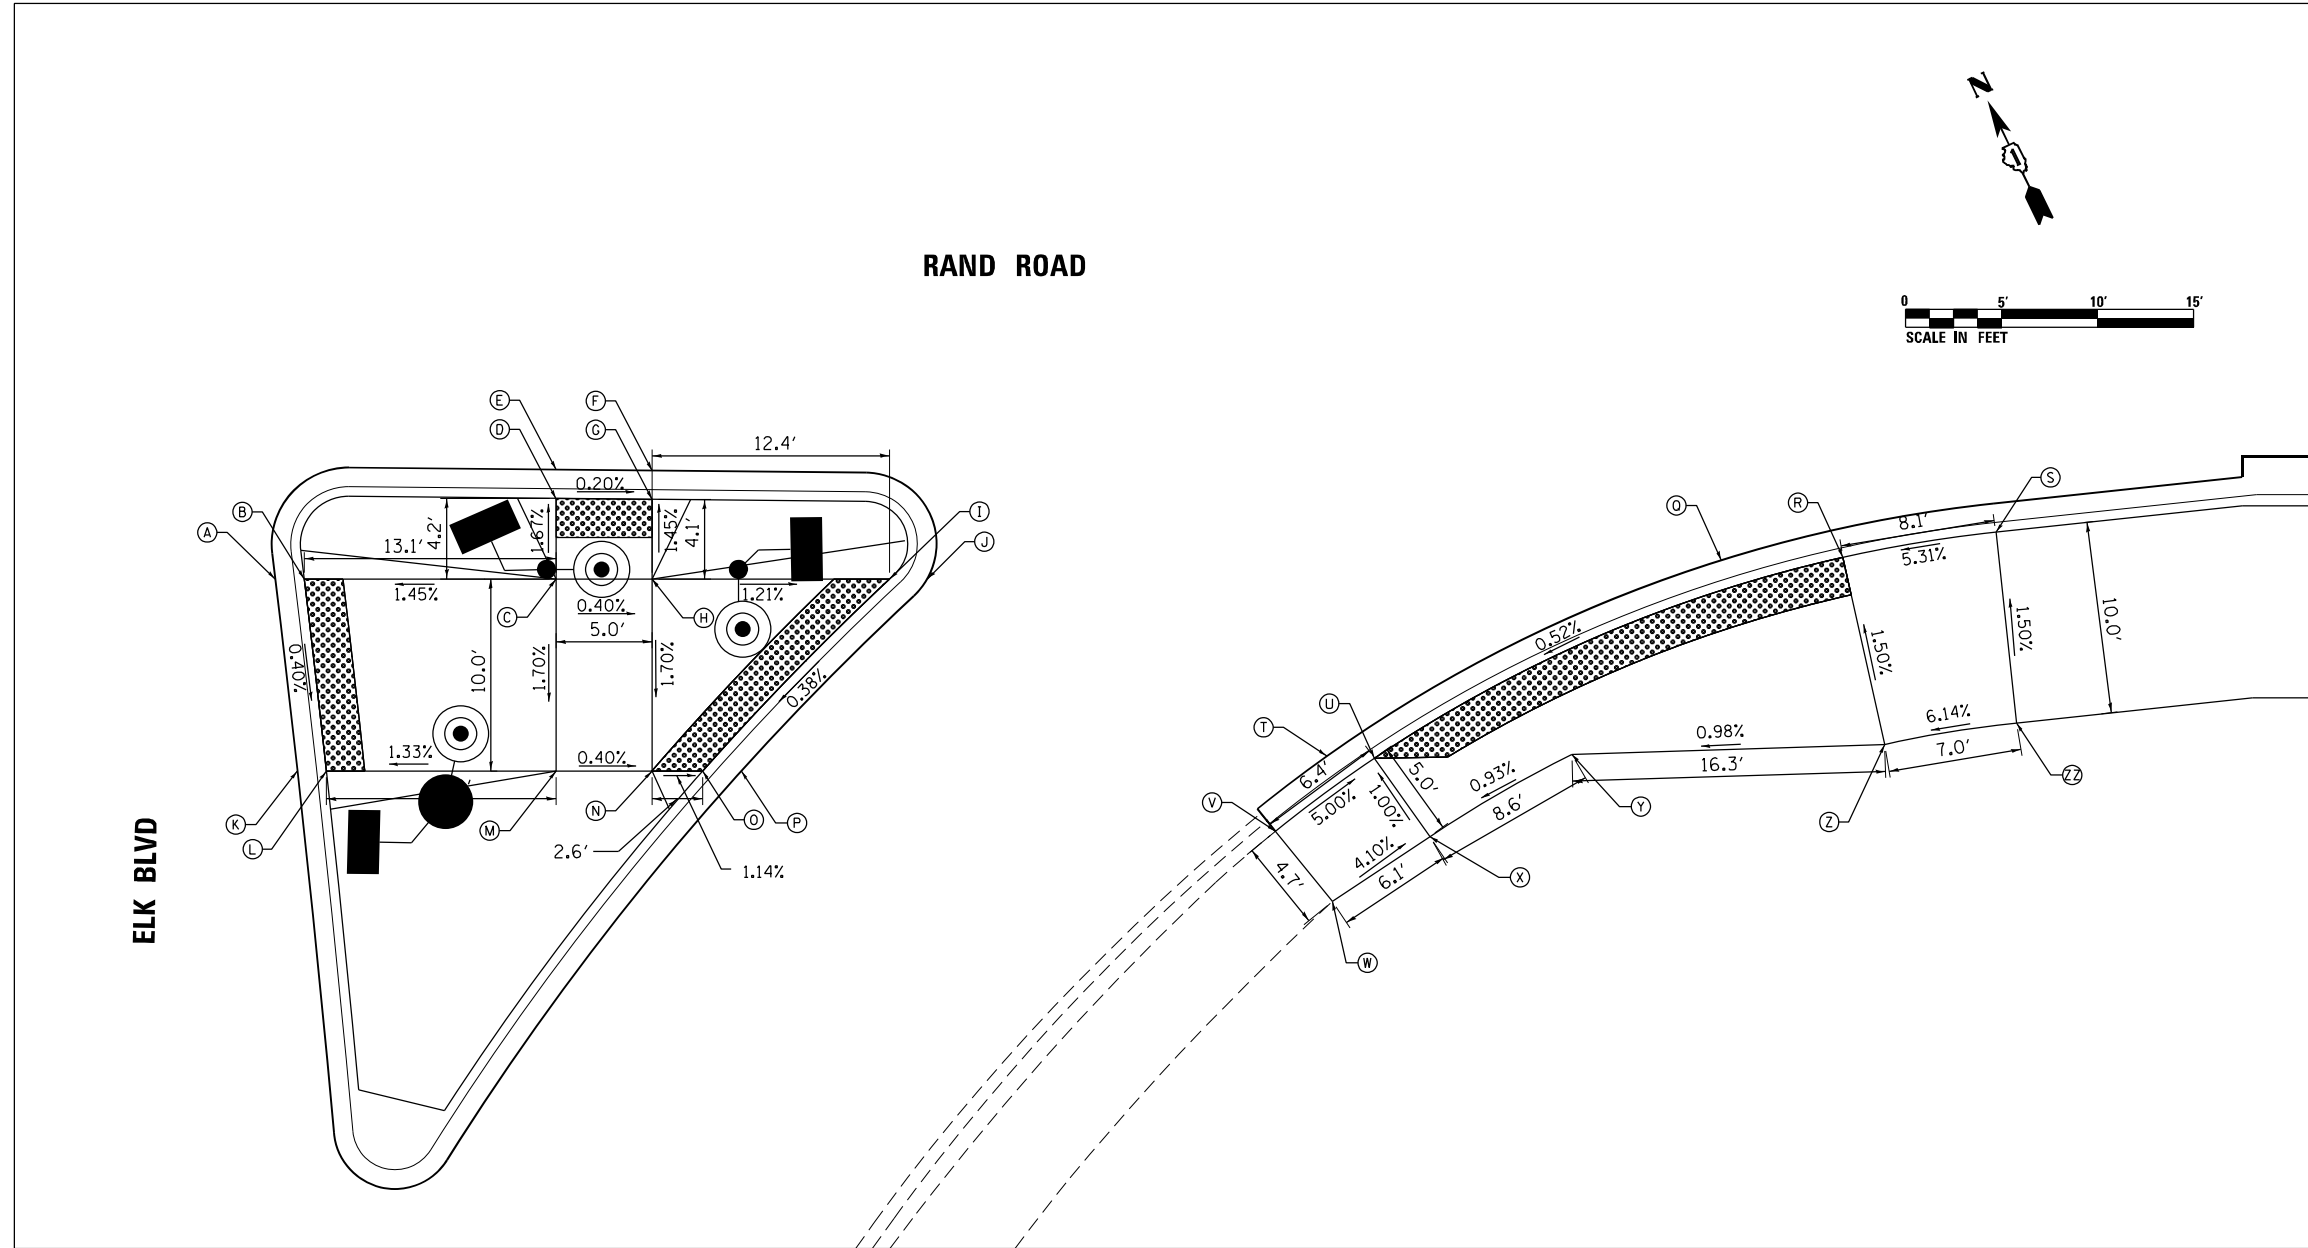 N
RAND ROAD
0 5' 10' 15'
SCALE IN FEET
E
F
D
G
12.4'
0.20%
B
A
I
J
4.2'
1.67%
1.45%
4.1'
13.1'
1.45%
C
0.40%
H
1.21%
5.0'
0.40%
10.0'
1.70%
1.70%
0.38%
1.33%
0.40%
K
L
M
N
O
P
2.6'
1.14%
ELK BLVD
Q
R
S
8.1'
5.31%
0.52%
1.50%
1.50%
10.0'
T
U
V
6.4'
5.00%
5.0'
1.00%
0.93%
8.6'
0.98%
16.3'
6.14%
7.0'
4.10%
6.1'
4.7'
W
X
Y
Z
ZZ